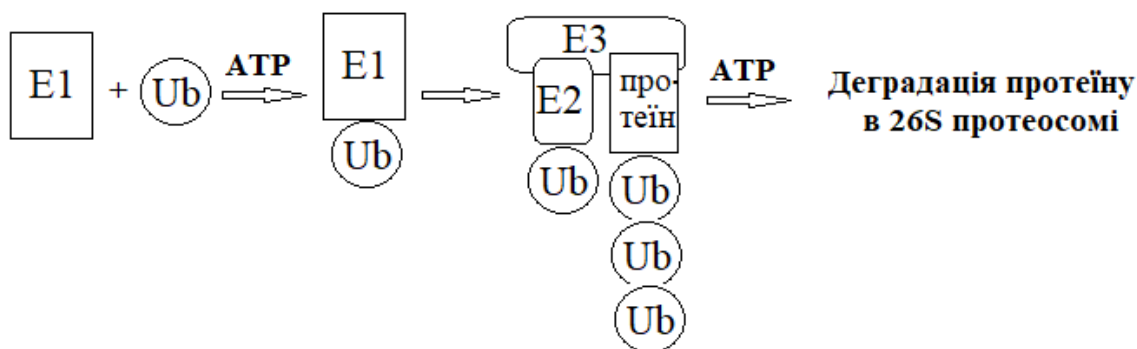 E1 + Ub
ATP
E1
Ub
E3
E2
про-
теїн
Ub
Ub
Ub
Ub
ATP
Деградація протеїну
в 26S протеосомі